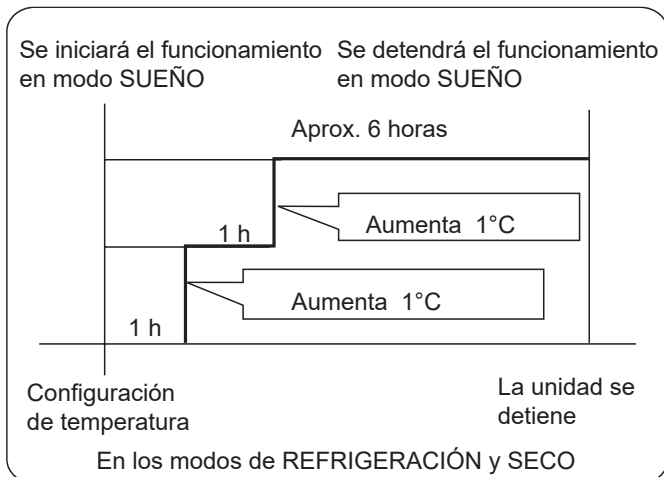 Se iniciará el funcionamiento
en modo SUEÑO
Se detendrá el funcionamiento
en modo SUEÑO
Aprox. 6 horas
Aumenta 1°C
1 h
Aumenta 1°C
1 h
Configuración
de temperatura
La unidad se
detiene
En los modos de REFRIGERACIÓN y SECO